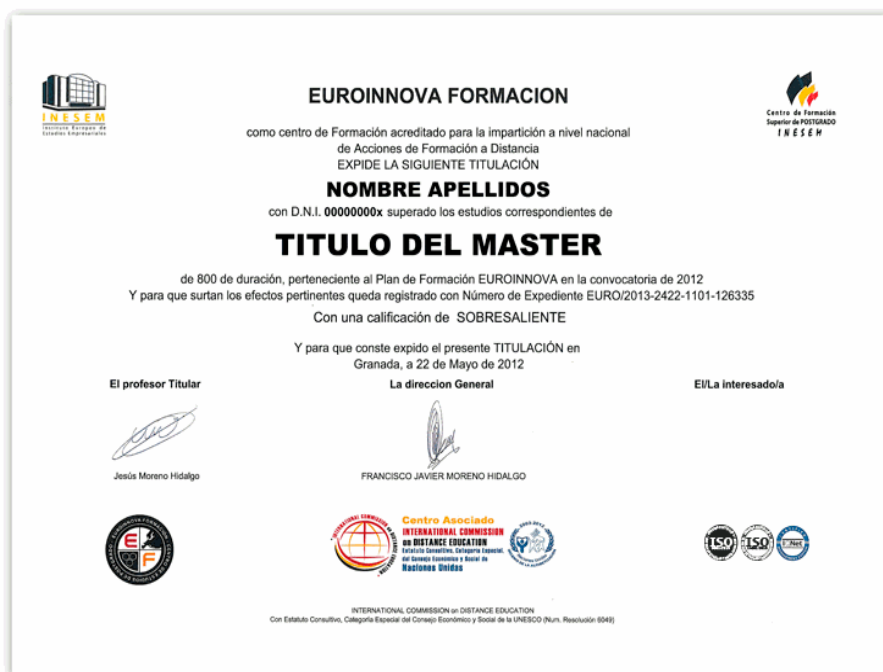 INESEM
Instituto Europeo de
Estudios Empresariales
EUROINNOVA FORMACION
Centro de Formación
Superior de POSTGRADO
INESEM
como centro de Formación acreditado para la impartición a nivel nacional
de Acciones de Formación a Distancia
EXPIDE LA SIGUIENTE TITULACIÓN
NOMBRE APELLIDOS
con D.N.I. 00000000x superado los estudios correspondientes de
TITULO DEL MASTER
de 800 de duración, perteneciente al Plan de Formación EUROINNOVA en la convocatoria de 2012
Y para que surtan los efectos pertinentes queda registrado con Número de Expediente EURO/2013-2422-1101-126335
Con una calificación de SOBRESALIENTE
Y para que conste expido el presente TITULACIÓN en
Granada, a 22 de Mayo de 2012
El profesor Titular
La direccion General
El/La interesado/a
Jesús Moreno Hidalgo
FRANCISCO JAVIER MORENO HIDALGO
EF
Centro Asociado
INTERNATIONAL COMMISSION
on DISTANCE EDUCATION
Estatuto Consultivo, Categoría Especial,
del Consejo Económico y Social de
Naciones Unidas
ISO
ISO
INTERNATIONAL COMMISSION on DISTANCE EDUCATION
Con Estatuto Consultivo, Categoría Especial del Consejo Económico y Social de la UNESCO (Num. Resolución 6049)